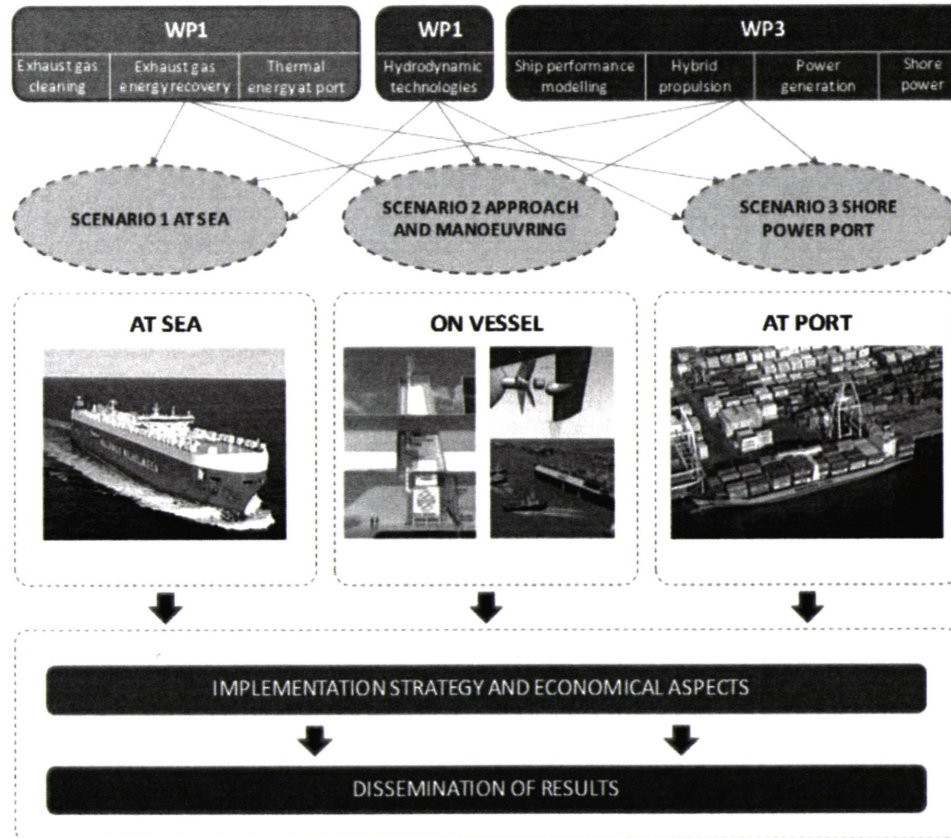 WP1
Exhaust gas
cleaning
Exhaust gas
energy recovery
Thermal
energy at port
WP1
Hydrodynamic
technologies
WP3
Ship performance
modelling
Hybrid
propulsion
Power
generation
Shore
power
SCENARIO 1 AT SEA
SCENARIO 2 APPROACH
AND MANOEUVRING
SCENARIO 3 SHORE
POWER PORT
AT SEA
ON VESSEL
AT PORT
IMPLEMENTATION STRATEGY AND ECONOMICAL ASPECTS
DISSEMINATION OF RESULTS